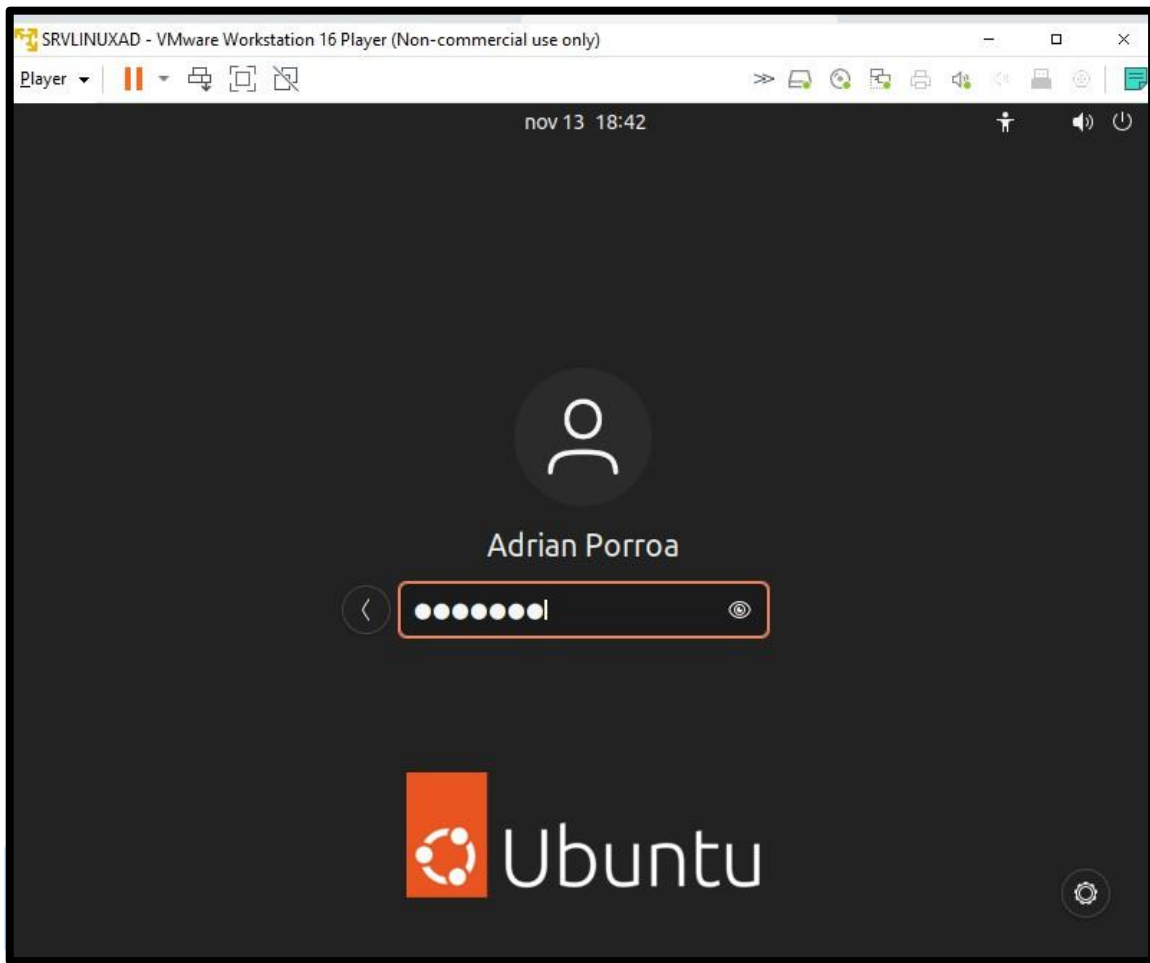 SRVLINUXAD - VMware Workstation 16 Player (Non-commercial use only)
Player
nov 13 18:42
Adrian Porroa
Ubuntu